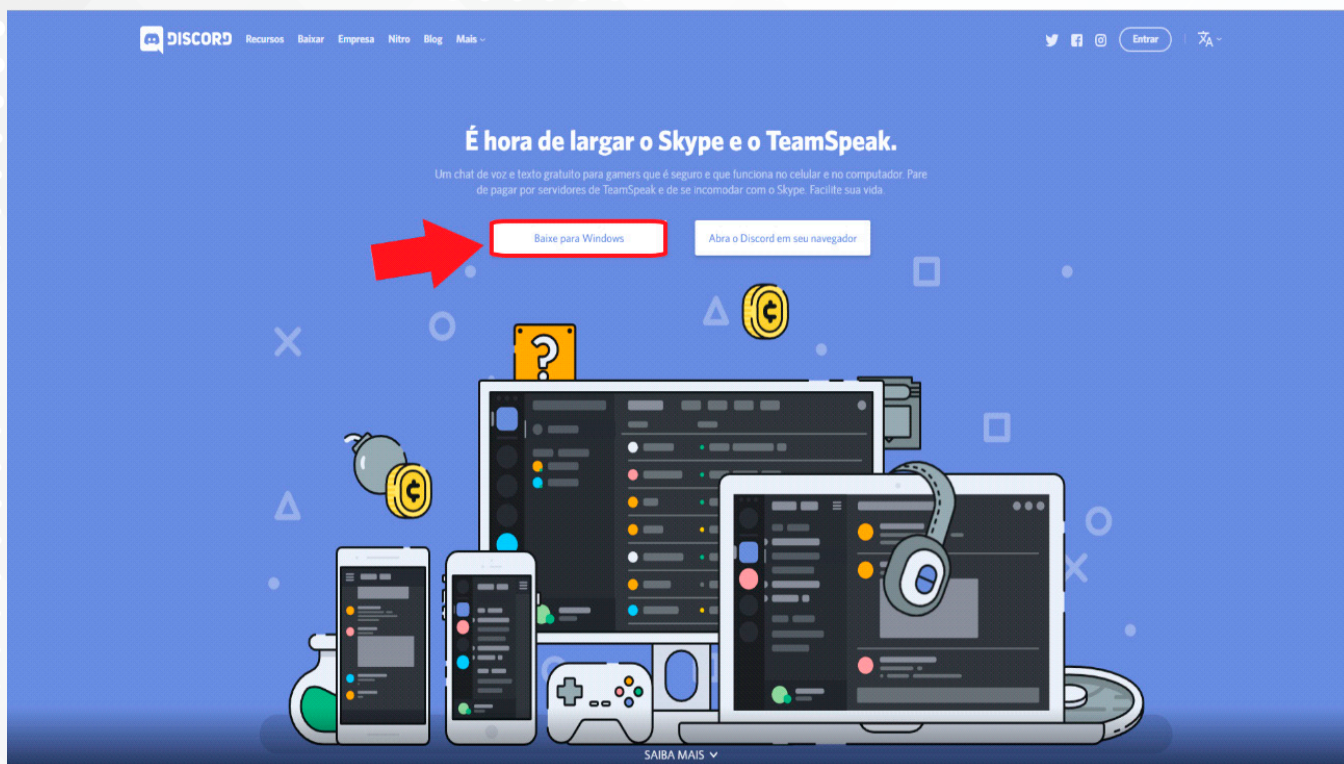 DISCORD Recursos Baixar Empresa Nitro Blog Mais Entrar
É hora de largar o Skype e o TeamSpeak.
Um chat de voz e texto gratuito para gamers que é seguro e que funciona no celular e no computador. Pare
de pagar por servidores de TeamSpeak e de se incomodar com o Skype. Facilite sua vida.
Baixe para Windows
Abra o Discord em seu navegador
SAIBA MAIS